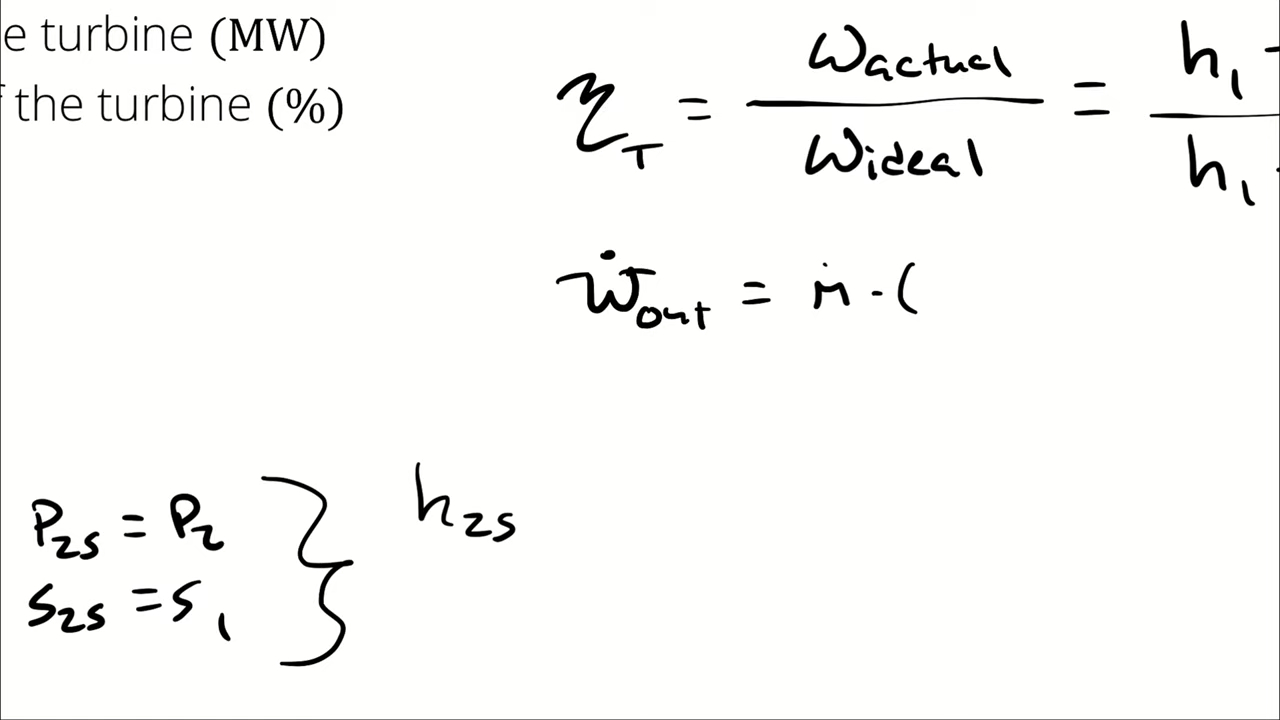 e turbine (MW)
f the turbine (%)
η_T = w_actual / w_ideal = h_1 - / h_1 -
Ẇ_out = ṁ · (
P_2s = P_2
s_2s = s_1
h_2s